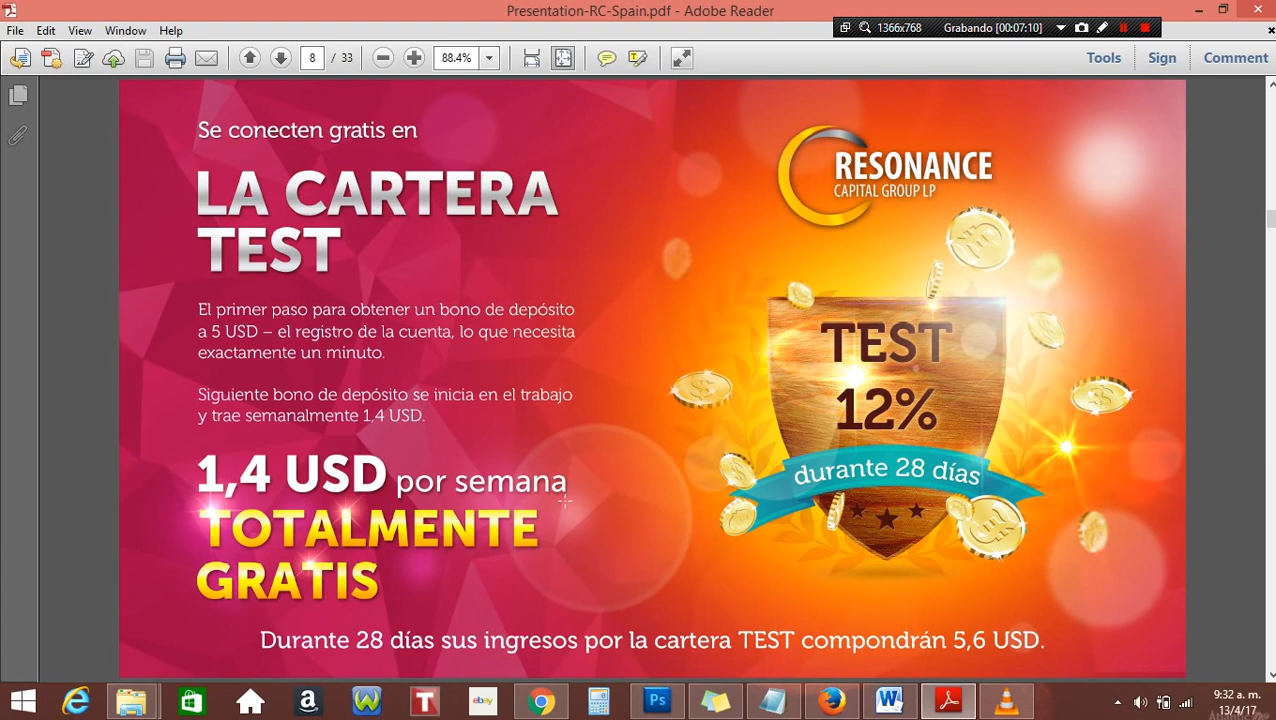 Presentation-RC-Spain.pdf - Adobe Reader
File Edit View Window Help
1366x768 Grabando [00:07:10]
8 / 33 88.4% Tools Sign Comment
Se conecten gratis en
LA CARTERA
TEST
El primer paso para obtener un bono de depósito
a 5 USD – el registro de la cuenta, lo que necesita
exactamente un minuto.
Siguiente bono de depósito se inicia en el trabajo
y trae semanalmente 1,4 USD.
1,4 USD por semana
TOTALMENTE
GRATIS
RESONANCE
CAPITAL GROUP LP
TEST
12%
durante 28 días
Durante 28 días sus ingresos por la cartera TEST compondrán 5,6 USD.
a W T ebay Ps W
9:32 a. m.
13/4/17